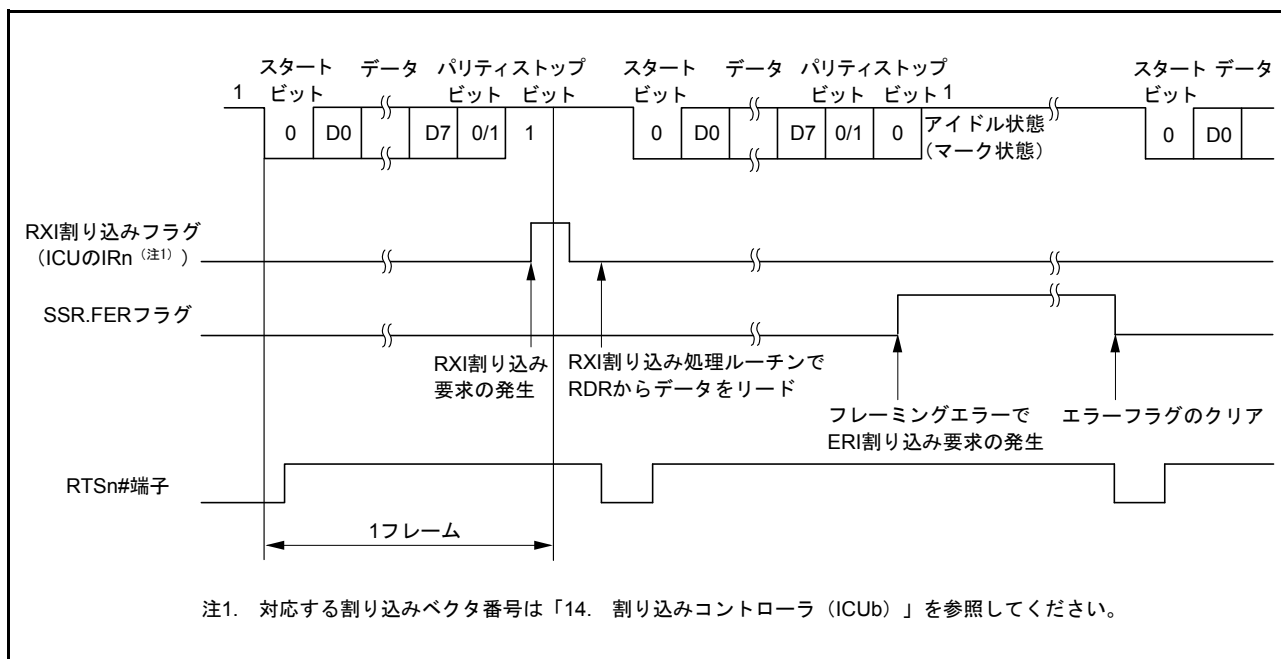 スタート データ パリティ ストップ スタート データ パリティ ストップ スタート データ
1 ビット ビット ビット ビット ビット ビット 1 ビット
0 D0 D7 0/1 1 0 D0 D7 0/1 0 アイドル状態 0 D0
(マーク状態)
RXI割り込みフラグ
(ICUのIRn(注1))
SSR.FERフラグ
RXI割り込み
要求の発生
RXI割り込み処理ルーチンで
RDRからデータをリード
フレーミングエラーで
ERI割り込み要求の発生
エラーフラグのクリア
RTSn#端子
1フレーム
注1. 対応する割り込みベクタ番号は「14. 割り込みコントローラ(ICUb)」を参照してください。